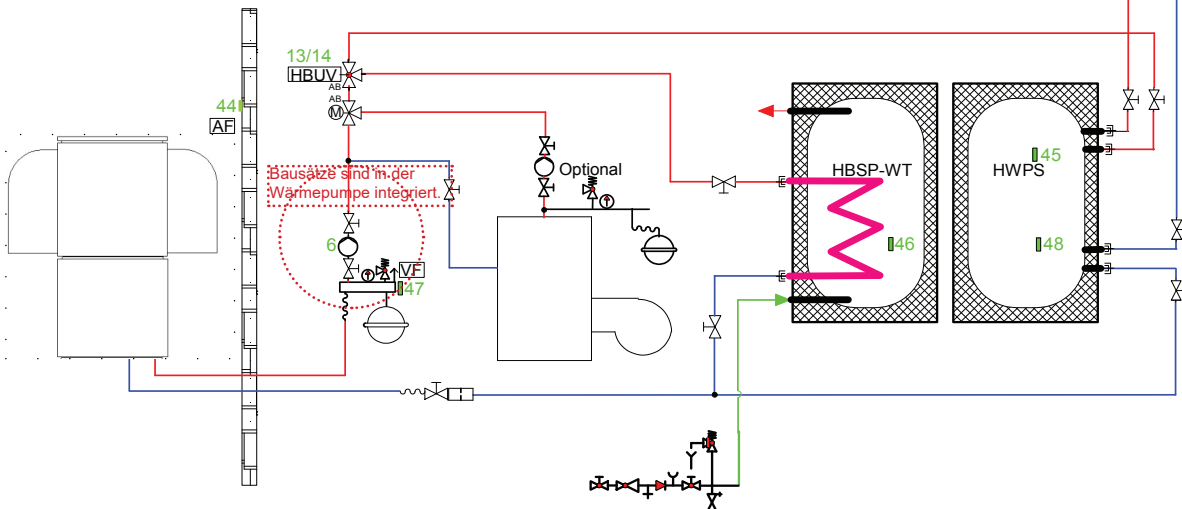 13/14
HBUV
AB
AB
M
44
AF
Bausätze sind in der
Wärmepumpe integriert.
Optional
6
VF
47
HBSP-WT
46
HWPS
45
48